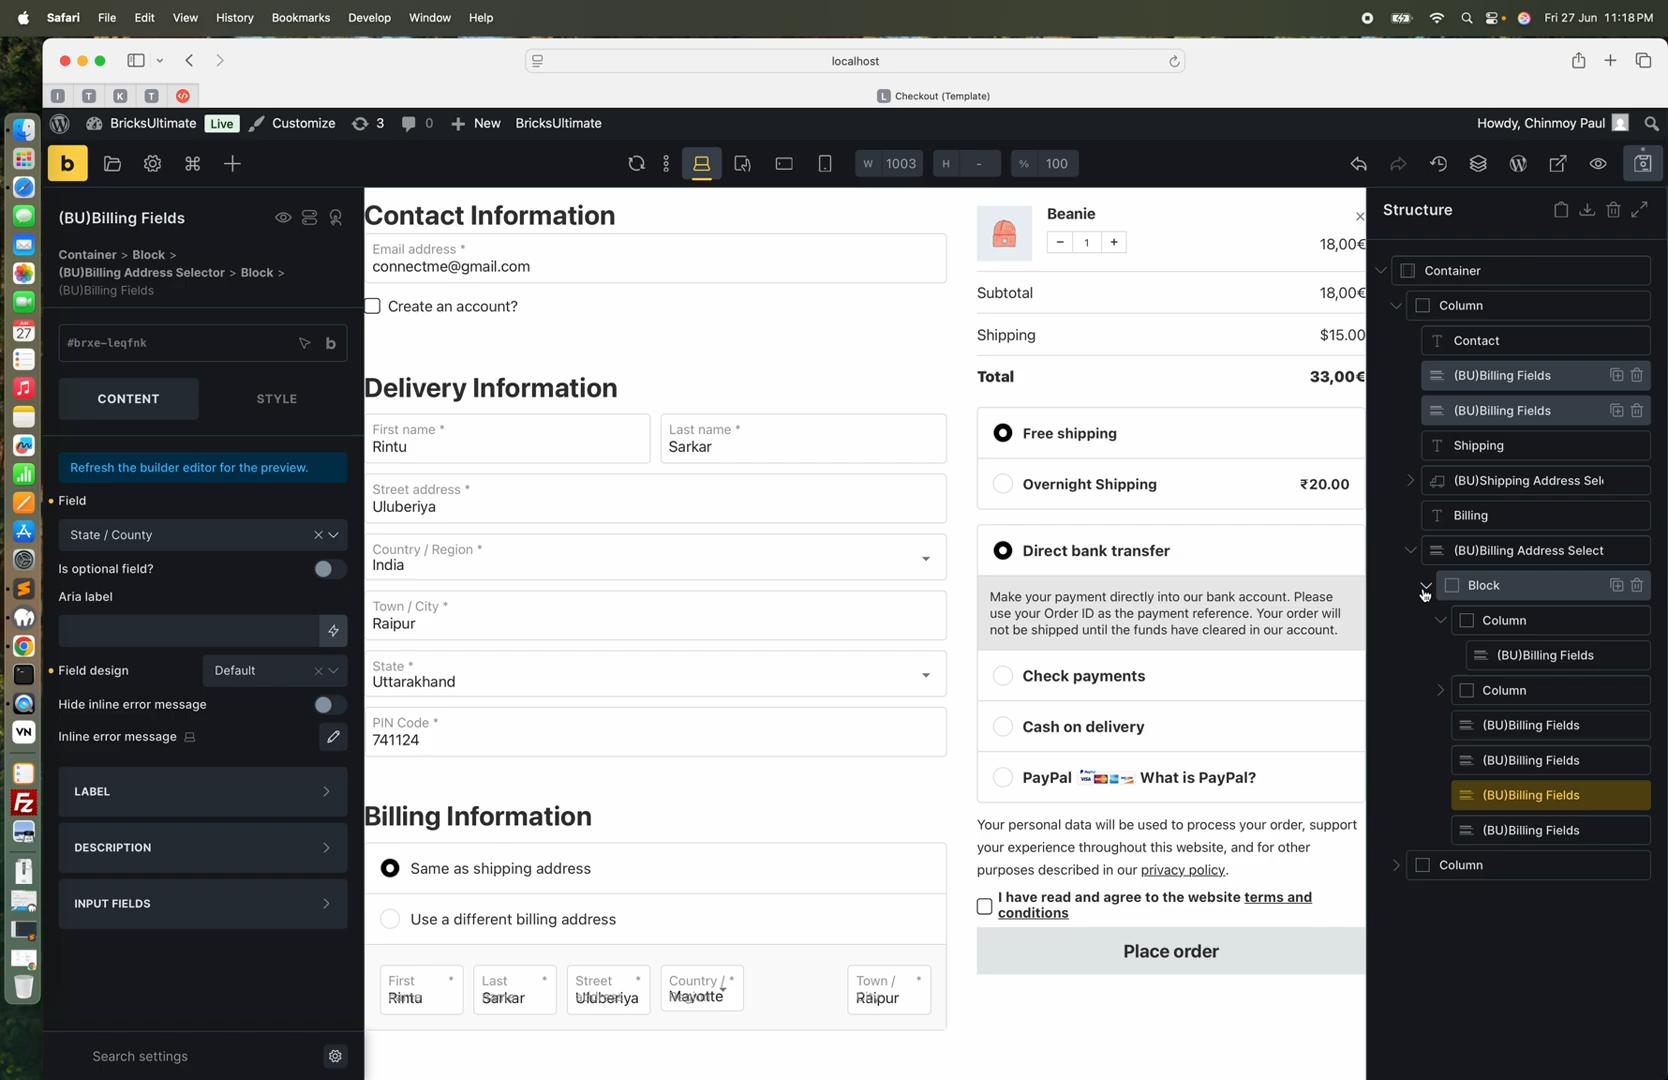 Safari File Edit View History Bookmarks Develop Window Help
Fri 27 Jun 11:18 PM
localhost
I T K T
L Checkout (Template)
BricksUltimate Live Customize 3 0 New BricksUltimate
Howdy, Chinmoy Paul
b
W 1003 H - % 100
(BU)Billing Fields
Container > Block >
(BU)Billing Address Selector > Block >
(BU)Billing Fields
#brxe-leqfnk
b
CONTENT
STYLE
Refresh the builder editor for the preview.
Field
State / County
Is optional field?
Aria label
Field design
Default
Hide inline error message
Inline error message
LABEL
DESCRIPTION
INPUT FIELDS
Search settings
Contact Information
Email address *
connectme@gmail.com
Create an account?
Delivery Information
First name *
Rintu
Last name *
Sarkar
Street address *
Uluberiya
Country / Region *
India
Town / City *
Raipur
State *
Uttarakhand
PIN Code *
741124
Billing Information
Same as shipping address
Use a different billing address
First *
Rintu
Last *
Sarkar
Street *
Uluberiya
Country / *
Mayotte
Town / *
Raipur
Beanie
− 1 +
18,00€
Subtotal
18,00€
Shipping
$15.00
Total
33,00€
Free shipping
Overnight Shipping
₹20.00
Direct bank transfer
Make your payment directly into our bank account. Please
use your Order ID as the payment reference. Your order will
not be shipped until the funds have cleared in our account.
Check payments
Cash on delivery
PayPal What is PayPal?
Your personal data will be used to process your order, support
your experience throughout this website, and for other
purposes described in our privacy policy.
I have read and agree to the website terms and
conditions
Place order
Structure
Container
Column
Contact
(BU)Billing Fields
(BU)Billing Fields
Shipping
(BU)Shipping Address Sel
Billing
(BU)Billing Address Select
Block
Column
(BU)Billing Fields
Column
(BU)Billing Fields
(BU)Billing Fields
(BU)Billing Fields
(BU)Billing Fields
Column
JUN
27
VN
FZ